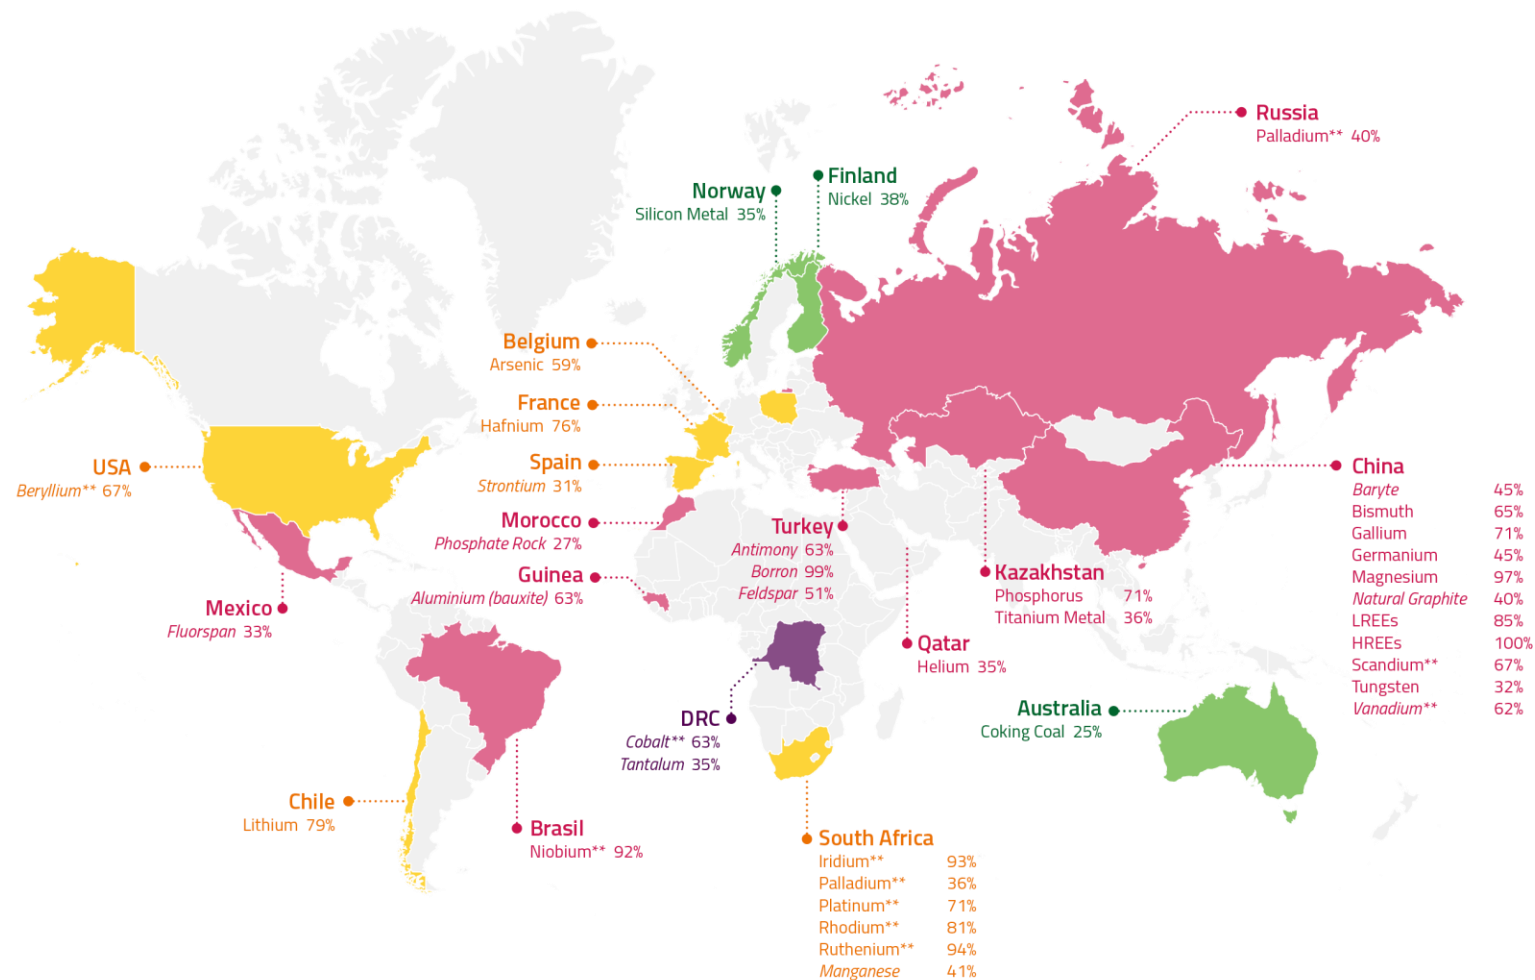 Russia
Palladium** 40%
Finland
Nickel 38%
Norway
Silicon Metal 35%
Belgium
Arsenic 59%
France
Hafnium 76%
Spain
Strontium 31%
USA
Beryllium** 67%
China
Baryte 45%
Bismuth 65%
Gallium 71%
Germanium 45%
Magnesium 97%
Natural Graphite 40%
LREEs 85%
HREEs 100%
Scandium** 67%
Tungsten 32%
Vanadium** 62%
Morocco
Phosphate Rock 27%
Turkey
Antimony 63%
Borron 99%
Feldspar 51%
Guinea
Aluminium (bauxite) 63%
Kazakhstan
Phosphorus 71%
Titanium Metal 36%
Mexico
Fluorspan 33%
Qatar
Helium 35%
DRC
Cobalt** 63%
Tantalum 35%
Australia
Coking Coal 25%
Chile
Lithium 79%
Brasil
Niobium** 92%
South Africa
Iridium** 93%
Palladium** 36%
Platinum** 71%
Rhodium** 81%
Ruthenium** 94%
Manganese 41%